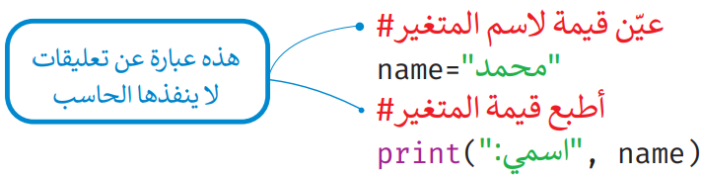 #عيّن قيمة لاسم المتغير
name="محمد"
#أطبع قيمة المتغير
print("اسمي:", name)
هذه عبارة عن تعليقات
لا ينفذها الحاسب